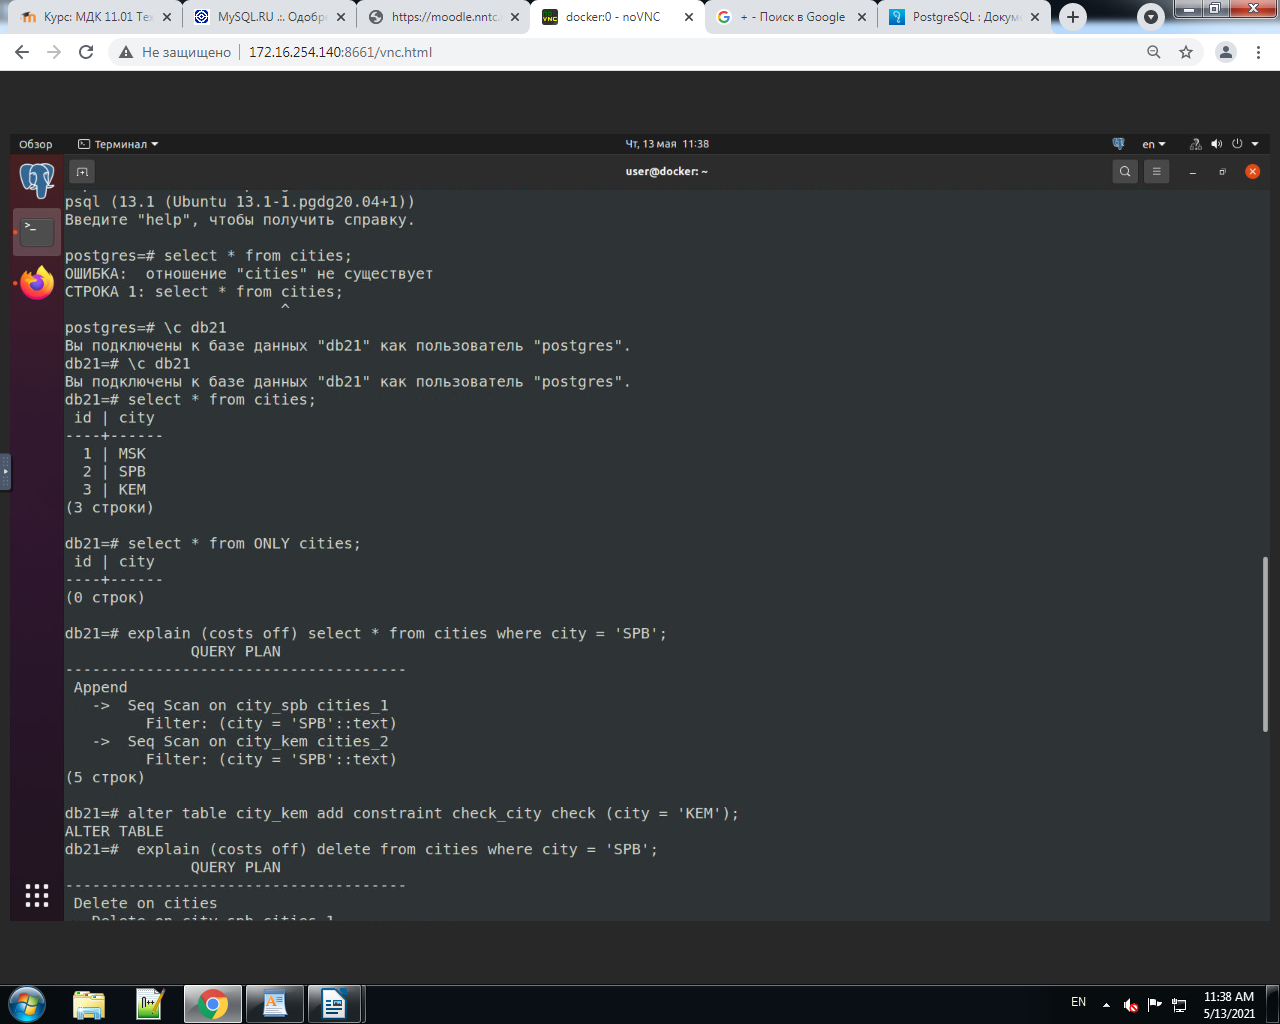 Курс: МДК 11.01 Те
MySQL.RU .:. Одобре
https://moodle.nntc.
docker:0 - noVNC
+ - Поиск в Google
PostgreSQL : Докум
Не защищено
172.16.254.140:8661/vnc.html
Обзор
Терминал
Чт, 13 мая 11:38
en
user@docker: ~
psql (13.1 (Ubuntu 13.1-1.pgdg20.04+1))
Введите "help", чтобы получить справку.
postgres=# select * from cities;
ОШИБКА:  отношение "cities" не существует
СТРОКА 1: select * from cities;
^
postgres=# \c db21
Вы подключены к базе данных "db21" как пользователь "postgres".
db21=# \c db21
Вы подключены к базе данных "db21" как пользователь "postgres".
db21=# select * from cities;
id | city
----+------
1 | MSK
2 | SPB
3 | KEM
(3 строки)
db21=# select * from ONLY cities;
id | city
----+------
(0 строк)
db21=# explain (costs off) select * from cities where city = 'SPB';
QUERY PLAN
--------------------------------------
Append
->  Seq Scan on city_spb cities_1
Filter: (city = 'SPB'::text)
->  Seq Scan on city_kem cities_2
Filter: (city = 'SPB'::text)
(5 строк)
db21=# alter table city_kem add constraint check_city check (city = 'KEM');
ALTER TABLE
db21=#  explain (costs off) delete from cities where city = 'SPB';
QUERY PLAN
--------------------------------------
Delete on cities
Delete on city_spb cities_1
EN
11:38 AM
5/13/2021